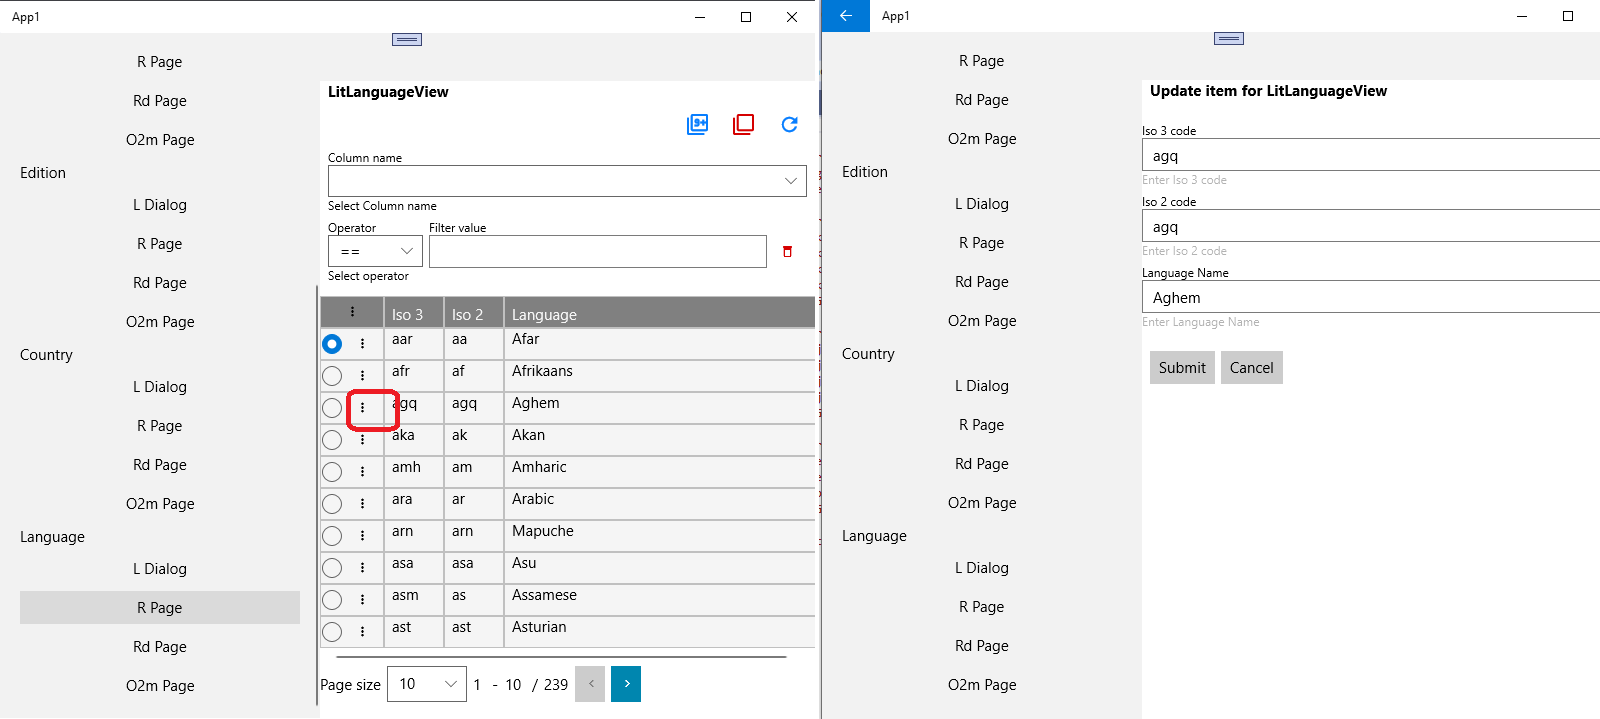 App1
R Page
Rd Page
O2m Page
Edition
L Dialog
R Page
Rd Page
O2m Page
Country
L Dialog
R Page
Rd Page
O2m Page
Language
L Dialog
R Page
Rd Page
O2m Page
LitLanguageView
9+
Column name
Select Column name
Operator Filter value
==
Select operator
Iso 3 Iso 2 Language
aar aa Afar
afr af Afrikaans
agq agq Aghem
aka ak Akan
amh am Amharic
ara ar Arabic
arn arn Mapuche
asa asa Asu
asm as Assamese
ast ast Asturian
Page size 10 1 - 10 / 239 < >
App1
R Page
Rd Page
O2m Page
Edition
L Dialog
R Page
Rd Page
O2m Page
Country
L Dialog
R Page
Rd Page
O2m Page
Language
L Dialog
R Page
Rd Page
O2m Page
Update item for LitLanguageView
Iso 3 code
agq
Enter Iso 3 code
Iso 2 code
agq
Enter Iso 2 code
Language Name
Aghem
Enter Language Name
Submit Cancel